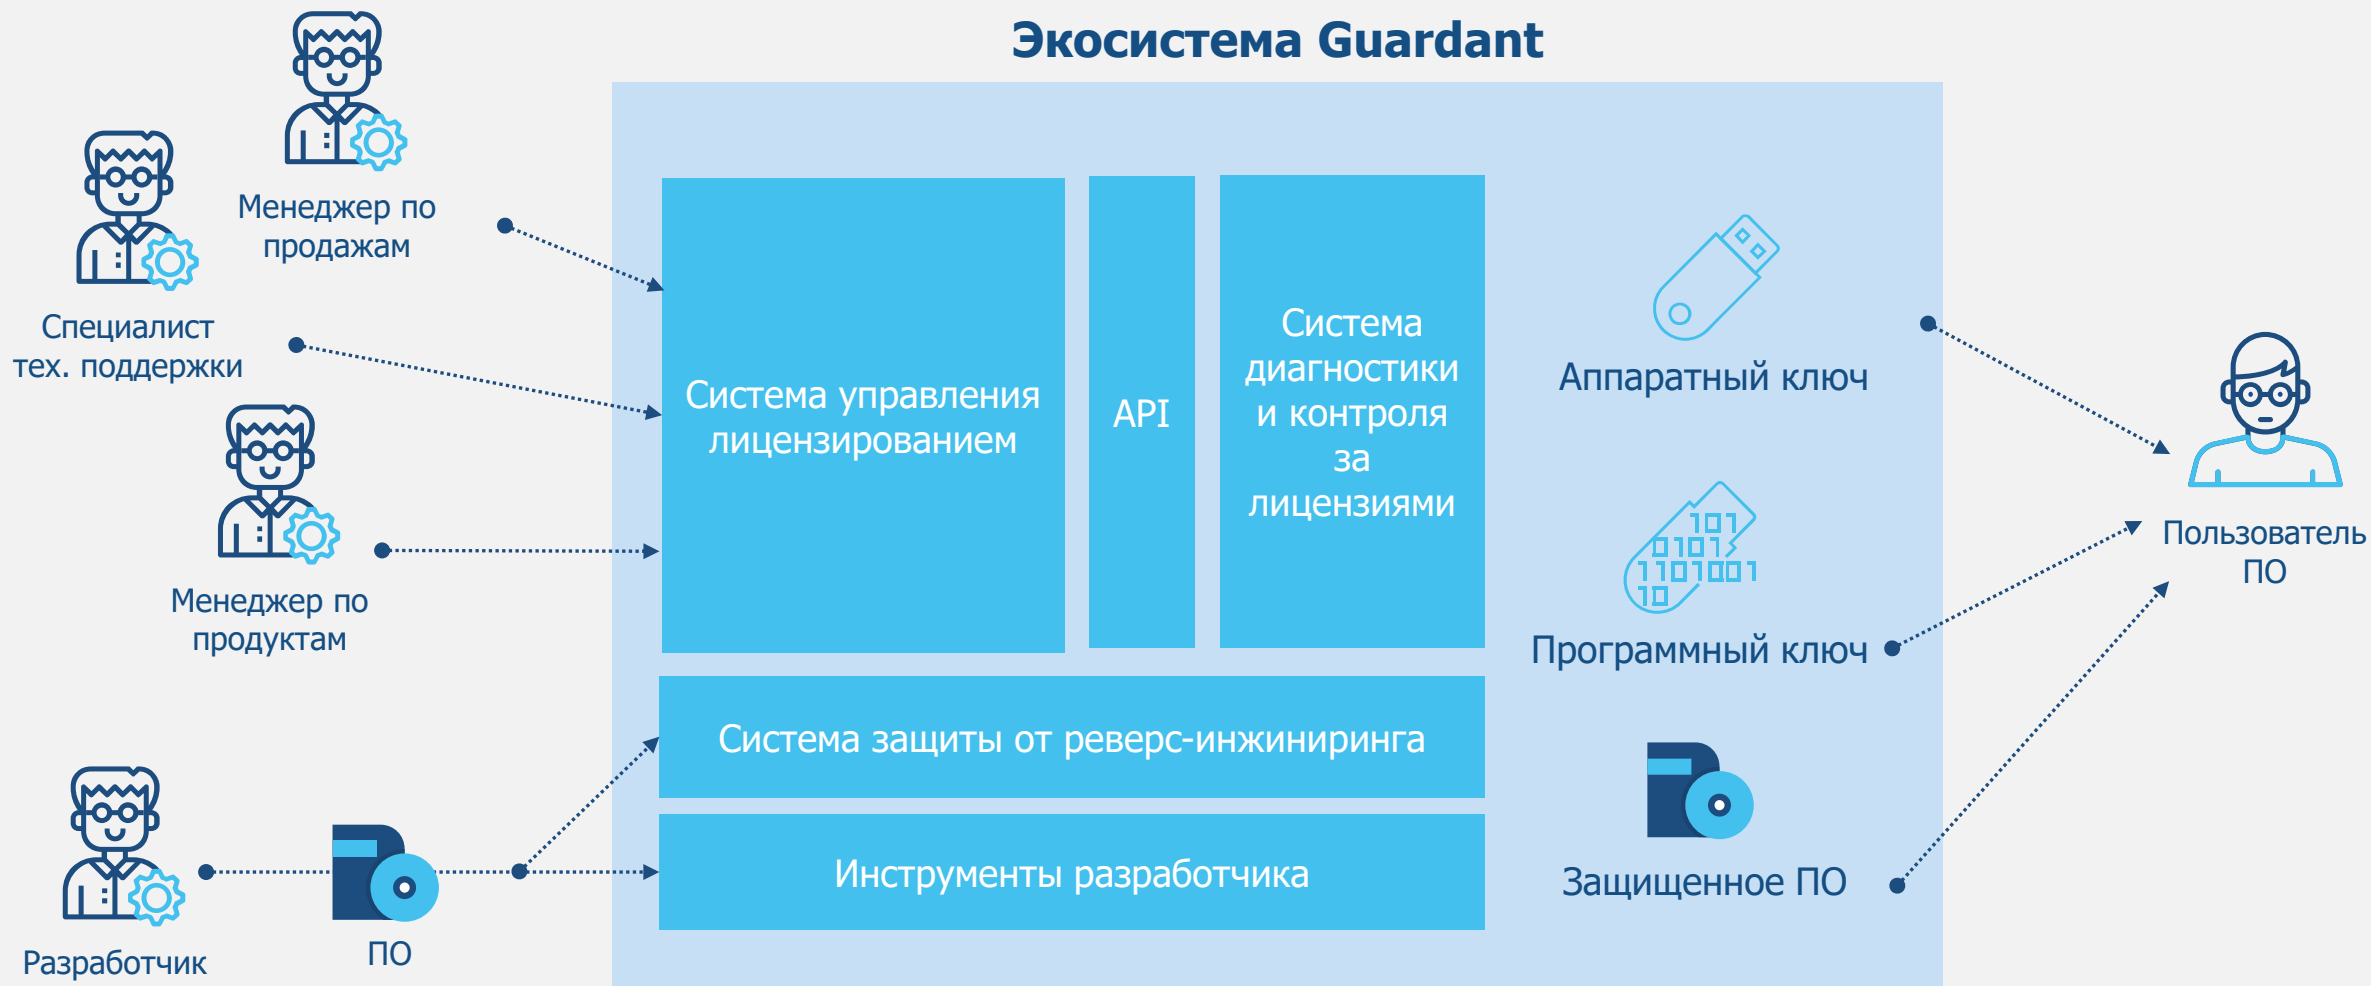 Экосистема Guardant
Менеджер по
продажам
Специалист
тех. поддержки
Менеджер по
продуктам
Разработчик
ПО
Система управления
лицензированием
API
Система
диагностики
и контроля
за
лицензиями
Система защиты от реверс-инжиниринга
Инструменты разработчика
Аппаратный ключ
101
0101
1101001
10
Программный ключ
Защищенное ПО
Пользователь
ПО